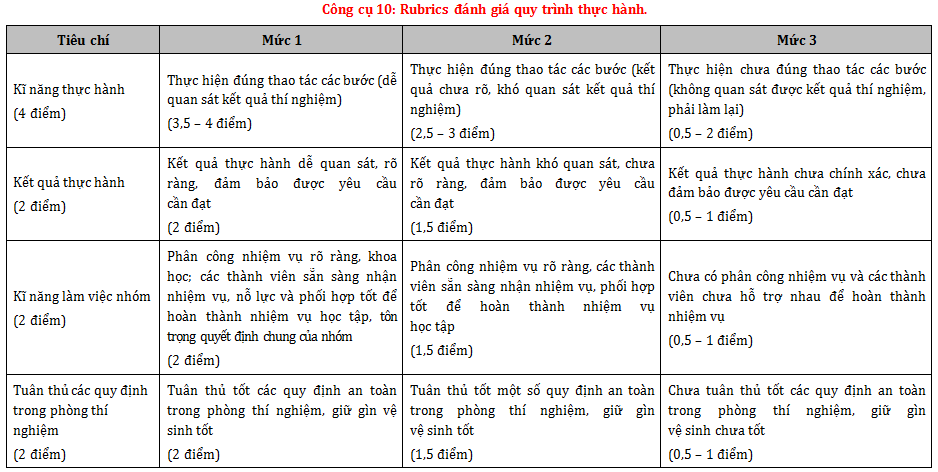 Công cụ 10: Rubrics đánh giá quy trình thực hành.
Tiêu chí
Mức 1
Mức 2
Mức 3
Kĩ năng thực hành
(4 điểm)
Thực hiện đúng thao tác các bước (dễ
quan sát kết quả thí nghiệm)
(3,5 – 4 điểm)
Thực hiện đúng thao tác các bước (kết
quả chưa rõ, khó quan sát kết quả thí
nghiệm)
(2,5 – 3 điểm)
Thực hiện chưa đúng thao tác các bước
(không quan sát được kết quả thí nghiệm,
phải làm lại)
(0,5 – 2 điểm)
Kết quả thực hành
(2 điểm)
Kết quả thực hành dễ quan sát, rõ
ràng, đảm bảo được yêu cầu
cần đạt
(2 điểm)
Kết quả thực hành khó quan sát, chưa
rõ ràng, đảm bảo được yêu cầu
cần đạt
(1,5 điểm)
Kết quả thực hành chưa chính xác, chưa
đảm bảo được yêu cầu cần đạt
(0,5 – 1 điểm)
Kĩ năng làm việc nhóm
(2 điểm)
Phân công nhiệm vụ rõ ràng, khoa
học; các thành viên sẵn sàng nhận
nhiệm vụ, nỗ lực và phối hợp tốt để
hoàn thành nhiệm vụ học tập, tôn
trọng quyết định chung của nhóm
(2 điểm)
Phân công nhiệm vụ rõ ràng, các thành
viên sẵn sàng nhận nhiệm vụ, phối hợp
tốt để hoàn thành nhiệm vụ
học tập
(1,5 điểm)
Chưa có phân công nhiệm vụ và các thành
viên chưa hỗ trợ nhau để hoàn thành
nhiệm vụ
(0,5 – 1 điểm)
Tuân thủ các quy định
trong phòng thí
nghiệm
(2 điểm)
Tuân thủ tốt các quy định an toàn
trong phòng thí nghiệm, giữ gìn vệ
sinh tốt
(2 điểm)
Tuân thủ tốt một số quy định an toàn
trong phòng thí nghiệm, giữ gìn
vệ sinh tốt
(1,5 điểm)
Chưa tuân thủ tốt các quy định an toàn
trong phòng thí nghiệm, giữ gìn
vệ sinh chưa tốt
(0,5 – 1 điểm)